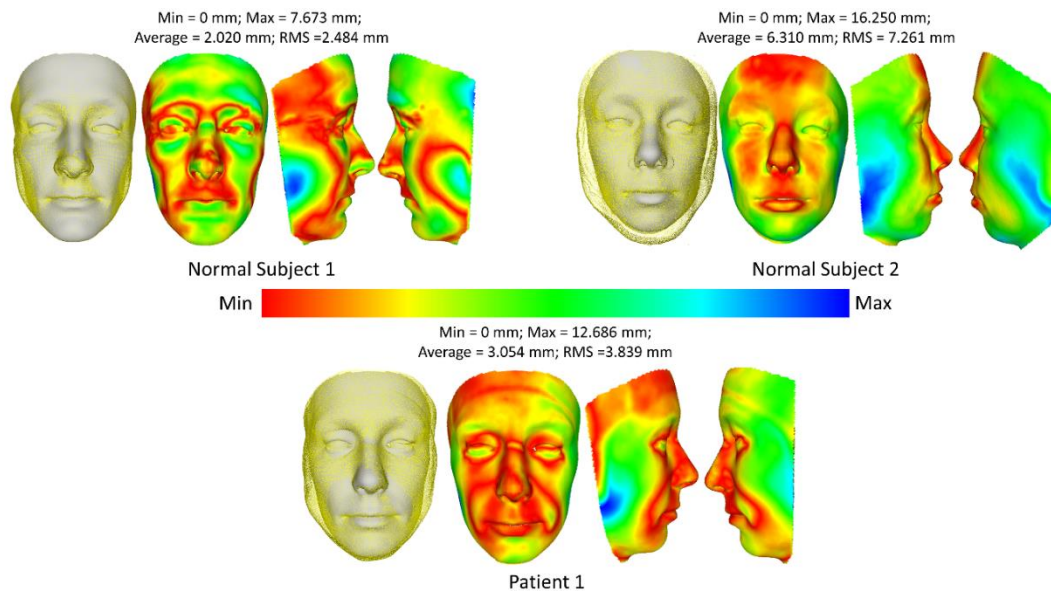 Min = 0 mm; Max = 7.673 mm;
Average = 2.020 mm; RMS =2.484 mm
Min = 0 mm; Max = 16.250 mm;
Average = 6.310 mm; RMS = 7.261 mm
Normal Subject 1
Normal Subject 2
Min
Max
Min = 0 mm; Max = 12.686 mm;
Average = 3.054 mm; RMS =3.839 mm
Patient 1